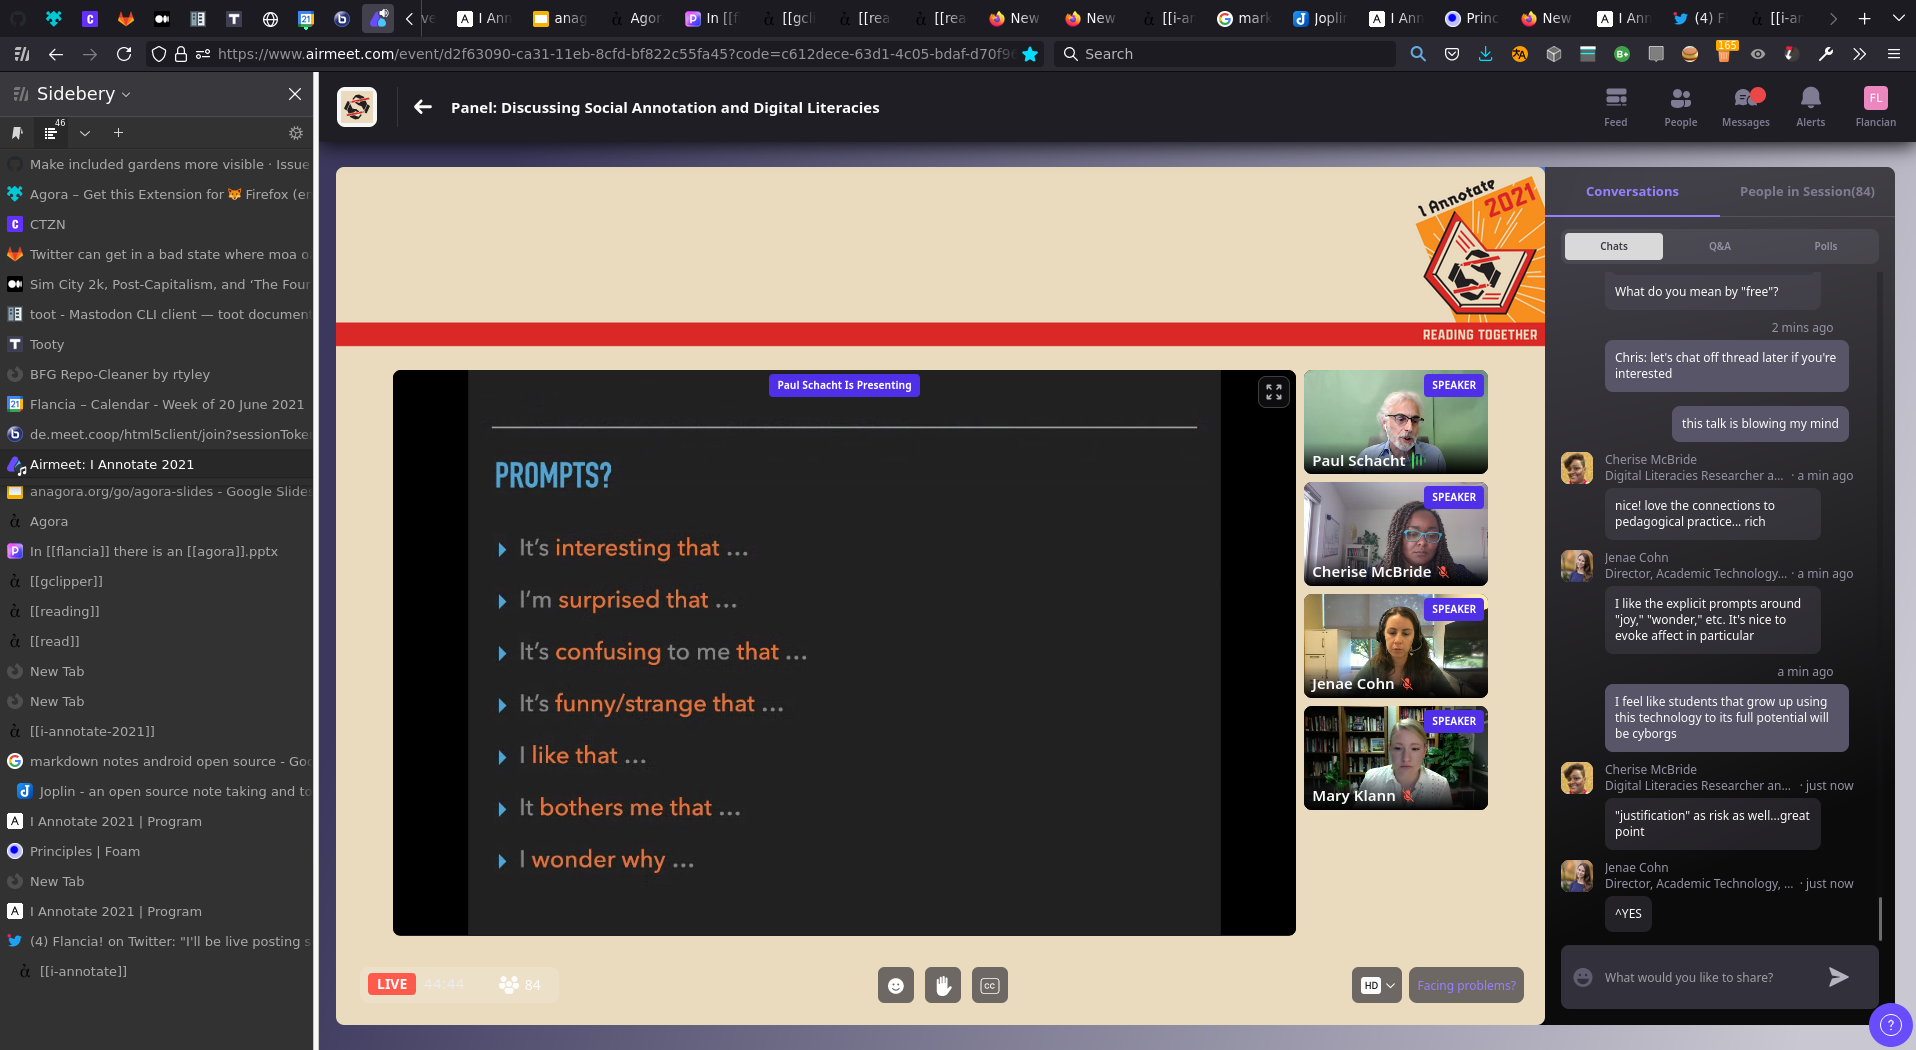 ve
I Ann
anag
Agor
In [[f
[[gcli
[[rea
[[rea
New
New
[[i-an
mark
Joplin
I Ann
Princ
New
I Ann
(4) Fl
[[i-an
https://www.airmeet.com/event/d2f63090-ca31-11eb-8cfd-bf822c55fa45?code=c612dece-63d1-4c05-bdaf-d70f96
Search
165
Sidebery
46
Make included gardens more visible · Issue
Agora – Get this Extension for 🦊 Firefox (en
CTZN
Twitter can get in a bad state where moa o
Sim City 2k, Post-Capitalism, and ‘The Four
toot - Mastodon CLI client — toot document
Tooty
BFG Repo-Cleaner by rtyley
Flancia – Calendar - Week of 20 June 2021
de.meet.coop/html5client/join?sessionToken
Airmeet: I Annotate 2021
anagora.org/go/agora-slides - Google Slides
Agora
In [[flancia]] there is an [[agora]].pptx
[[gclipper]]
[[reading]]
[[read]]
New Tab
New Tab
[[i-annotate-2021]]
markdown notes android open source - Goo
Joplin - an open source note taking and to
I Annotate 2021 | Program
Principles | Foam
New Tab
I Annotate 2021 | Program
(4) Flancia! on Twitter: "I'll be live posting s
[[i-annotate]]
Panel: Discussing Social Annotation and Digital Literacies
Feed
People
Messages
Alerts
FL
Flancian
I Annotate
2021
READING TOGETHER
Paul Schacht Is Presenting
PROMPTS?
It’s interesting that …
I’m surprised that …
It’s confusing to me that …
It’s funny/strange that …
I like that …
It bothers me that …
I wonder why …
SPEAKER
Paul Schacht
SPEAKER
Cherise McBride
SPEAKER
Jenae Cohn
SPEAKER
Mary Klann
LIVE
44:44
84
CC
HD
Facing problems?
Conversations
People in Session(84)
Chats
Q&A
Polls
What do you mean by "free"?
2 mins ago
Chris: let's chat off thread later if you're
interested
this talk is blowing my mind
Cherise McBride
Digital Literacies Researcher a... · a min ago
nice! love the connections to
pedagogical practice... rich
Jenae Cohn
Director, Academic Technology... · a min ago
I like the explicit prompts around
"joy," "wonder," etc. It's nice to
evoke affect in particular
a min ago
I feel like students that grow up using
this technology to its full potential will
be cyborgs
Cherise McBride
Digital Literacies Researcher an... · just now
"justification" as risk as well...great
point
Jenae Cohn
Director, Academic Technology, ... · just now
^YES
What would you like to share?